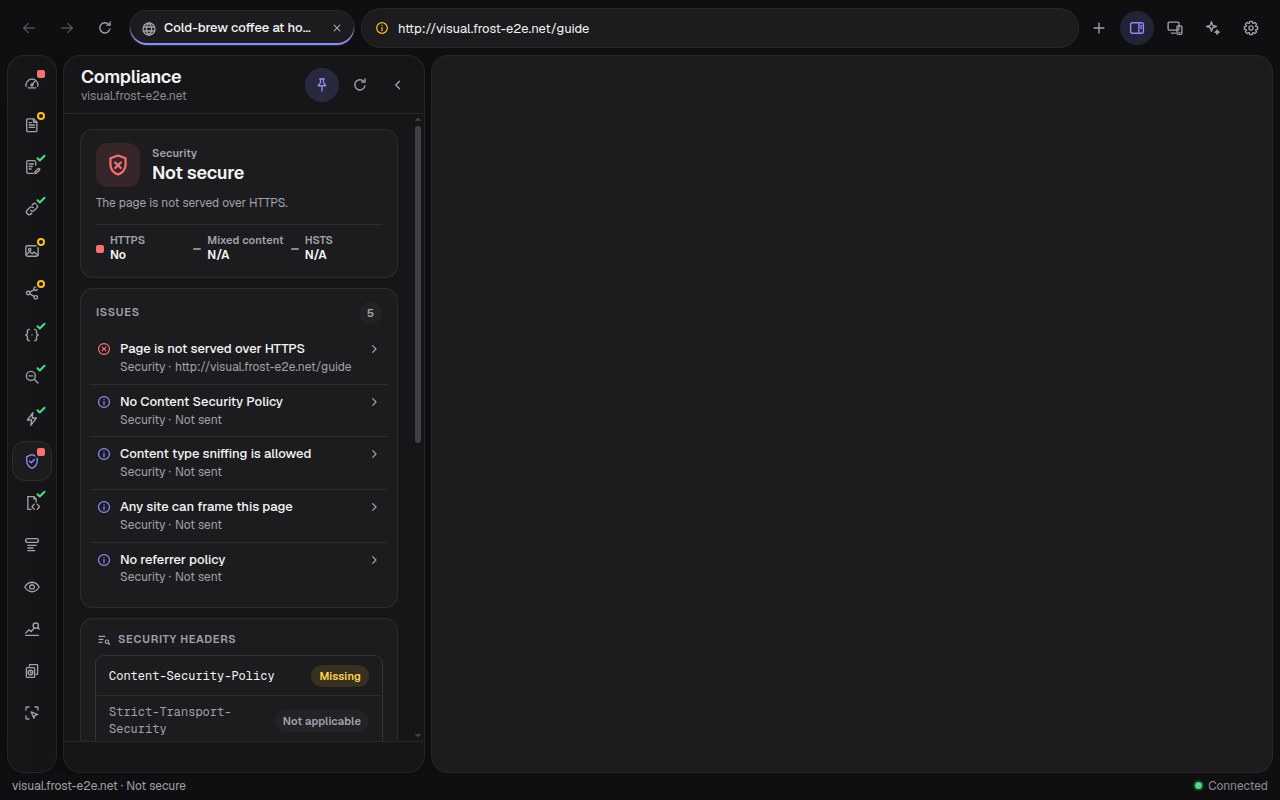 Cold-brew coffee at ho...
http://visual.frost-e2e.net/guide
Compliance
visual.frost-e2e.net
Security
Not secure
The page is not served over HTTPS.
HTTPS
No
Mixed content
N/A
HSTS
N/A
ISSUES
5
Page is not served over HTTPS
Security · http://visual.frost-e2e.net/guide
No Content Security Policy
Security · Not sent
Content type sniffing is allowed
Security · Not sent
Any site can frame this page
Security · Not sent
No referrer policy
Security · Not sent
SECURITY HEADERS
Content-Security-Policy
Missing
Strict-Transport-
Security
Not applicable
visual.frost-e2e.net · Not secure
Connected